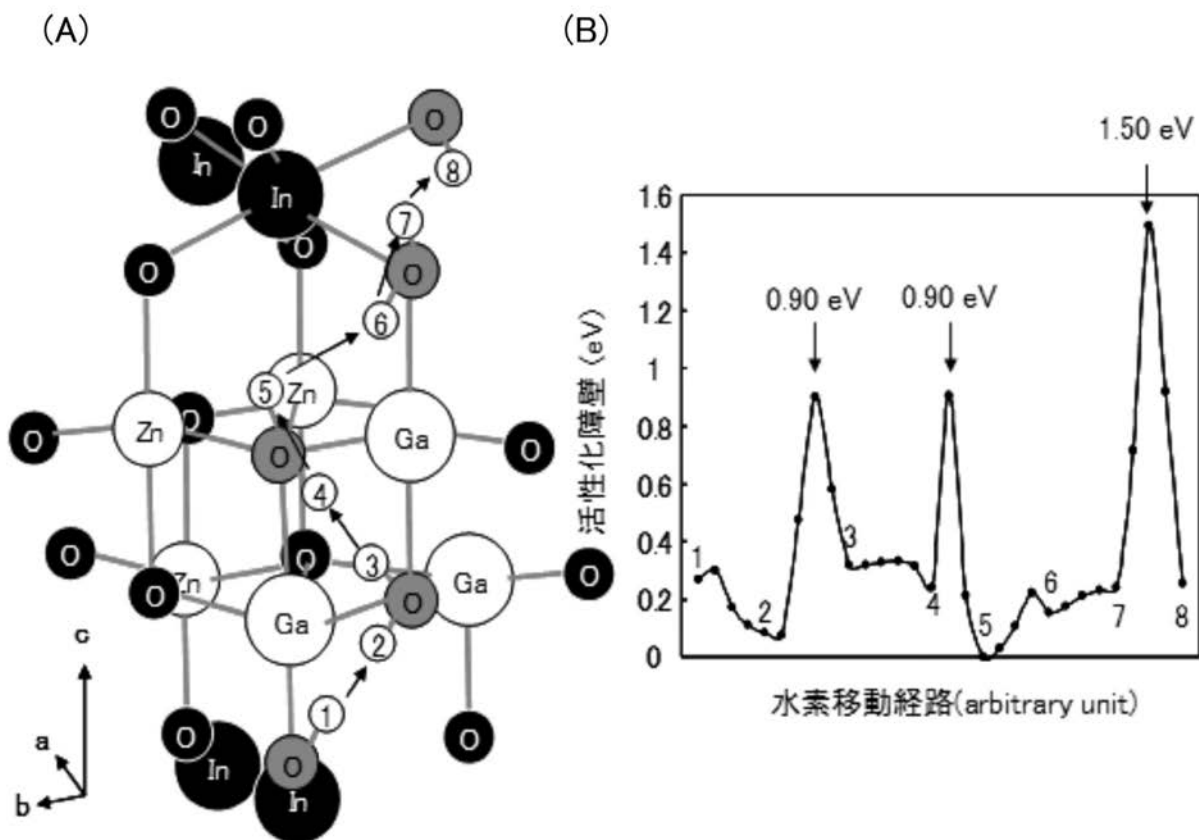 (A)
O
O
O
In
In
8
7
O
O
O
6
5
Zn
Zn
O
O
O
Ga
O
4
O
O
3
Ga
O
Zn
O
O
Ga
2
1
c
a
b
O
In
O
In
O
(B)
1.50 eV
0.90 eV
0.90 eV
活性化障壁 (eV)
1.6
1.4
1.2
1
0.8
0.6
0.4
0.2
0
1
2
3
4
5
6
7
8
水素移動経路(arbitrary unit)